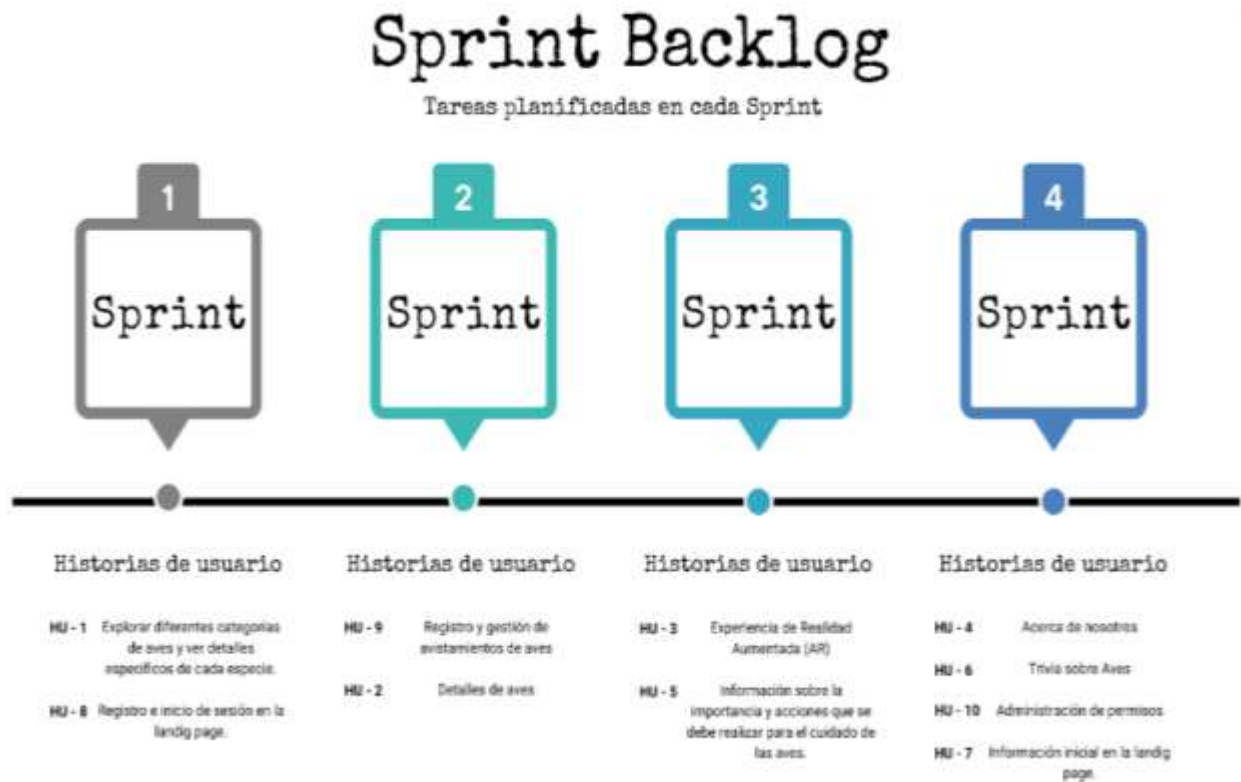 Sprint Backlog
Tareas planificadas en cada Sprint
1
Sprint
2
Sprint
3
Sprint
4
Sprint
Historias de usuario
HU - 1 Explorar diferentes categorias
de aves y ver detalles
específicos de cada especie.
HU - 8 Registro e inicio de sesión en la
landig page.
Historias de usuario
HU - 9 Registro y gestión de
avistamientos de aves
HU - 2 Detalles de aves
Historias de usuario
HU - 3 Experiencia de Realidad
Aumentada (AR)
HU - 5 Información sobre la
importancia y acciones que se
debe realizar para el cuidado de
las aves.
Historias de usuario
HU - 4 Acerca de nosotros
HU - 6 Trivia sobre Aves
HU - 10 Administración de permisos
HU - 7 Información inicial en la landig
page.